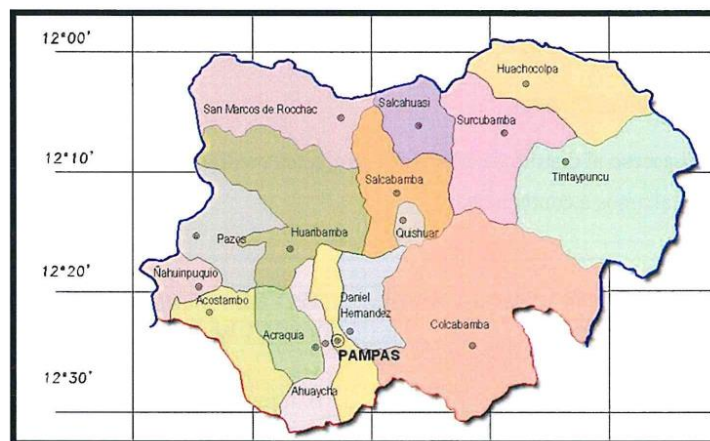 12°00'
Huachocolpa
San Marcos de Rocchac
Salcahuasi
Surcubamba
12°10'
Salcabamba
Tintaypuncu
Pazos
Huaribamba
Quishuar
12°20'
Ñahuinpuquio
Acostambo
Daniel
Hernandez
Colcabamba
Acraquia
PAMPAS
12°30'
Ahuaycha